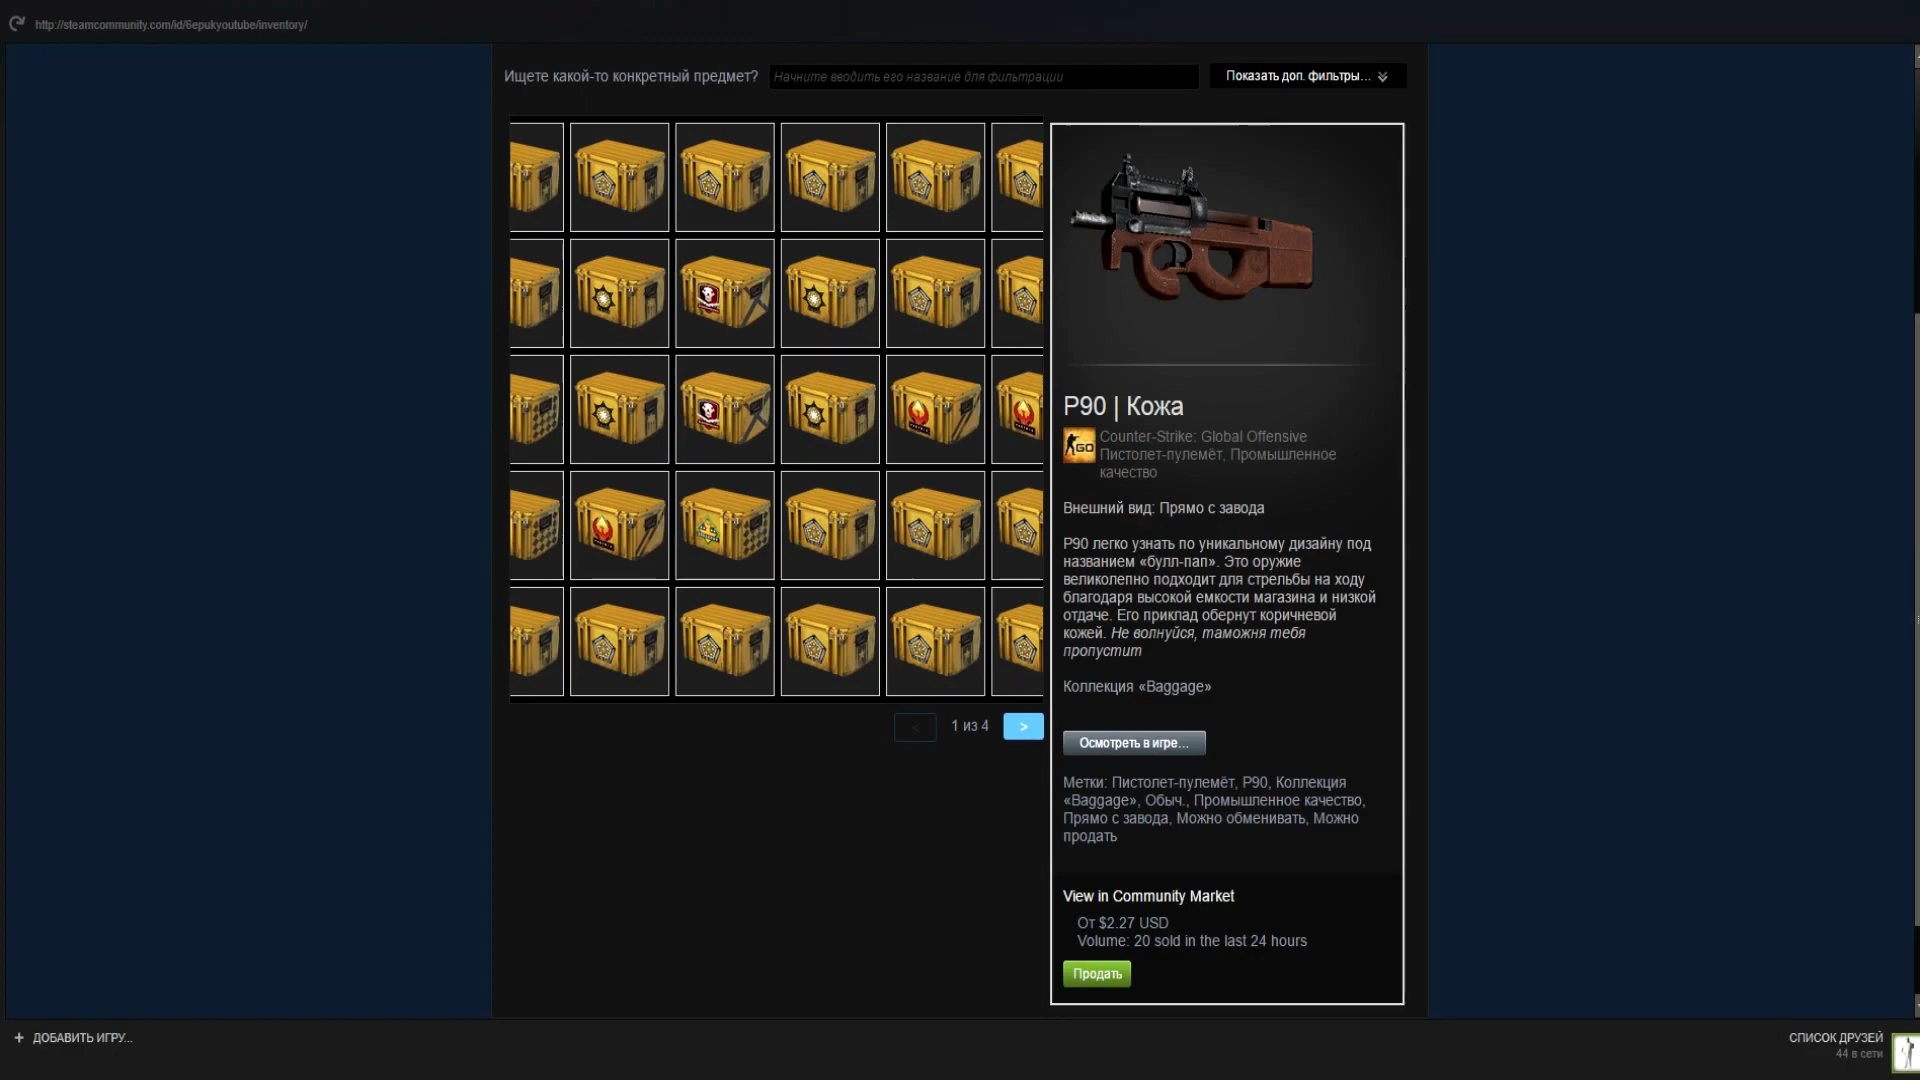 http://steamcommunity.com/id/6epukyoutube/inventory/
Ищете какой-то конкретный предмет?
Начните вводить его название для фильтрации
Показать доп. фильтры...
P90 | Кожа
GO
Counter-Strike: Global Offensive
Пистолет-пулемёт, Промышленное
качество
Внешний вид: Прямо с завода
P90 легко узнать по уникальному дизайну под
названием «булл-пап». Это оружие
великолепно подходит для стрельбы на ходу
благодаря высокой емкости магазина и низкой
отдаче. Его приклад обернут коричневой
кожей. Не волнуйся, таможня тебя
пропустит
Коллекция «Baggage»
< 1 из 4 >
Осмотреть в игре...
Метки: Пистолет-пулемёт, P90, Коллекция
«Baggage», Обыч., Промышленное качество,
Прямо с завода, Можно обменивать, Можно
продать
View in Community Market
От $2.27 USD
Volume: 20 sold in the last 24 hours
Продать
+ ДОБАВИТЬ ИГРУ...
СПИСОК ДРУЗЕЙ
44 в сети